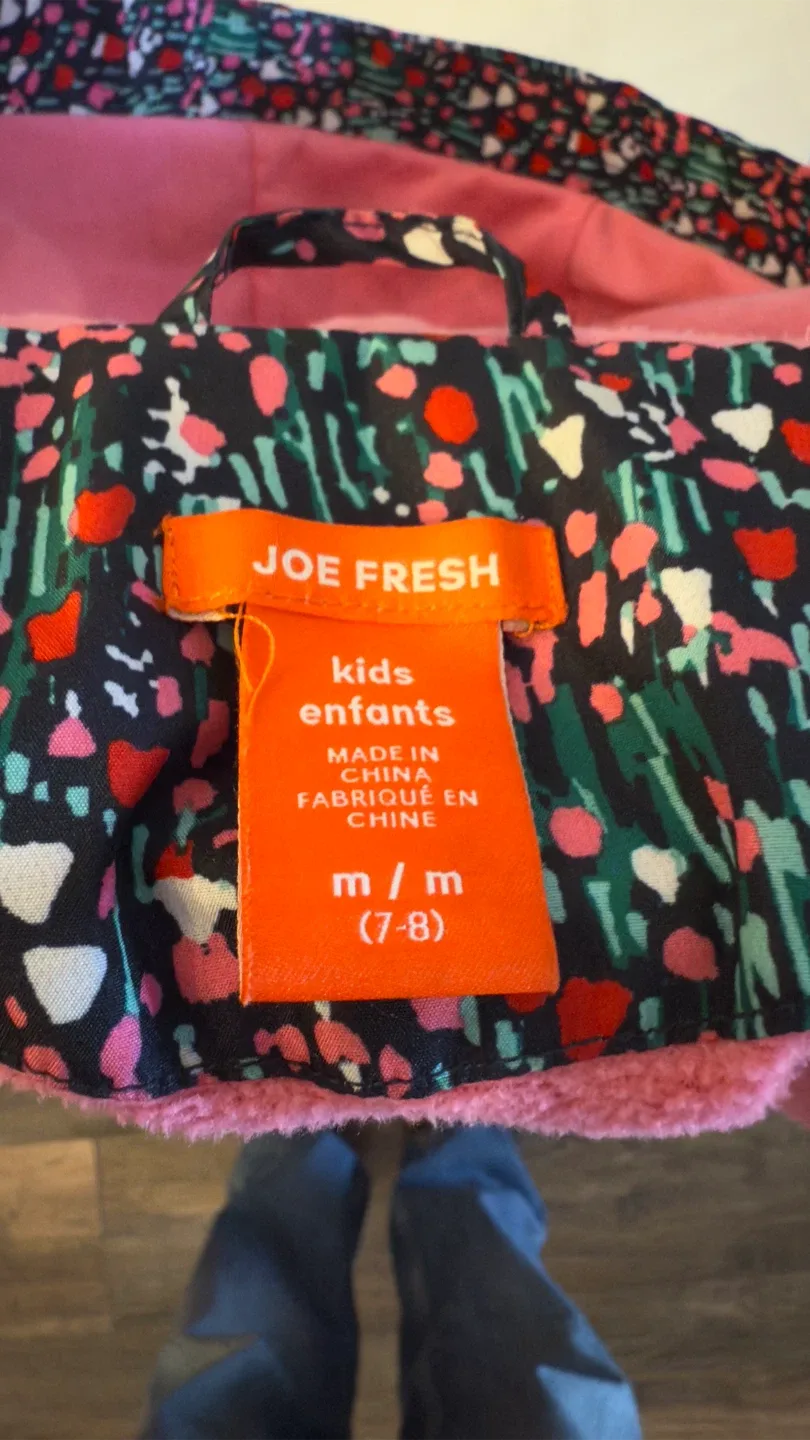 JOE FRESH
kids
enfants
MADE IN
CHINA
FABRIQUÉ EN
CHINE
m / m
(7-8)